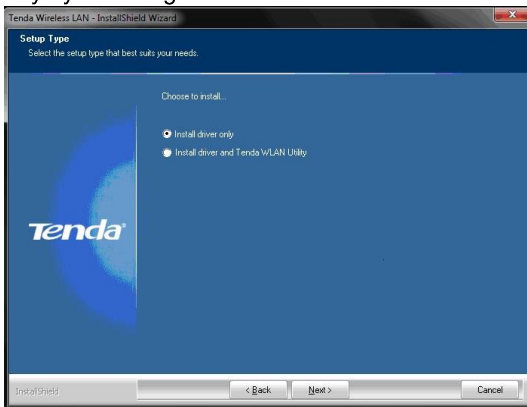 Tenda Wireless LAN - InstallShield Wizard
Setup Type
Select the setup type that best suits your needs.
Choose to install...
Install driver only
Install driver and Tenda WLAN Utility
Tenda
InstallShield
< Back Next > Cancel